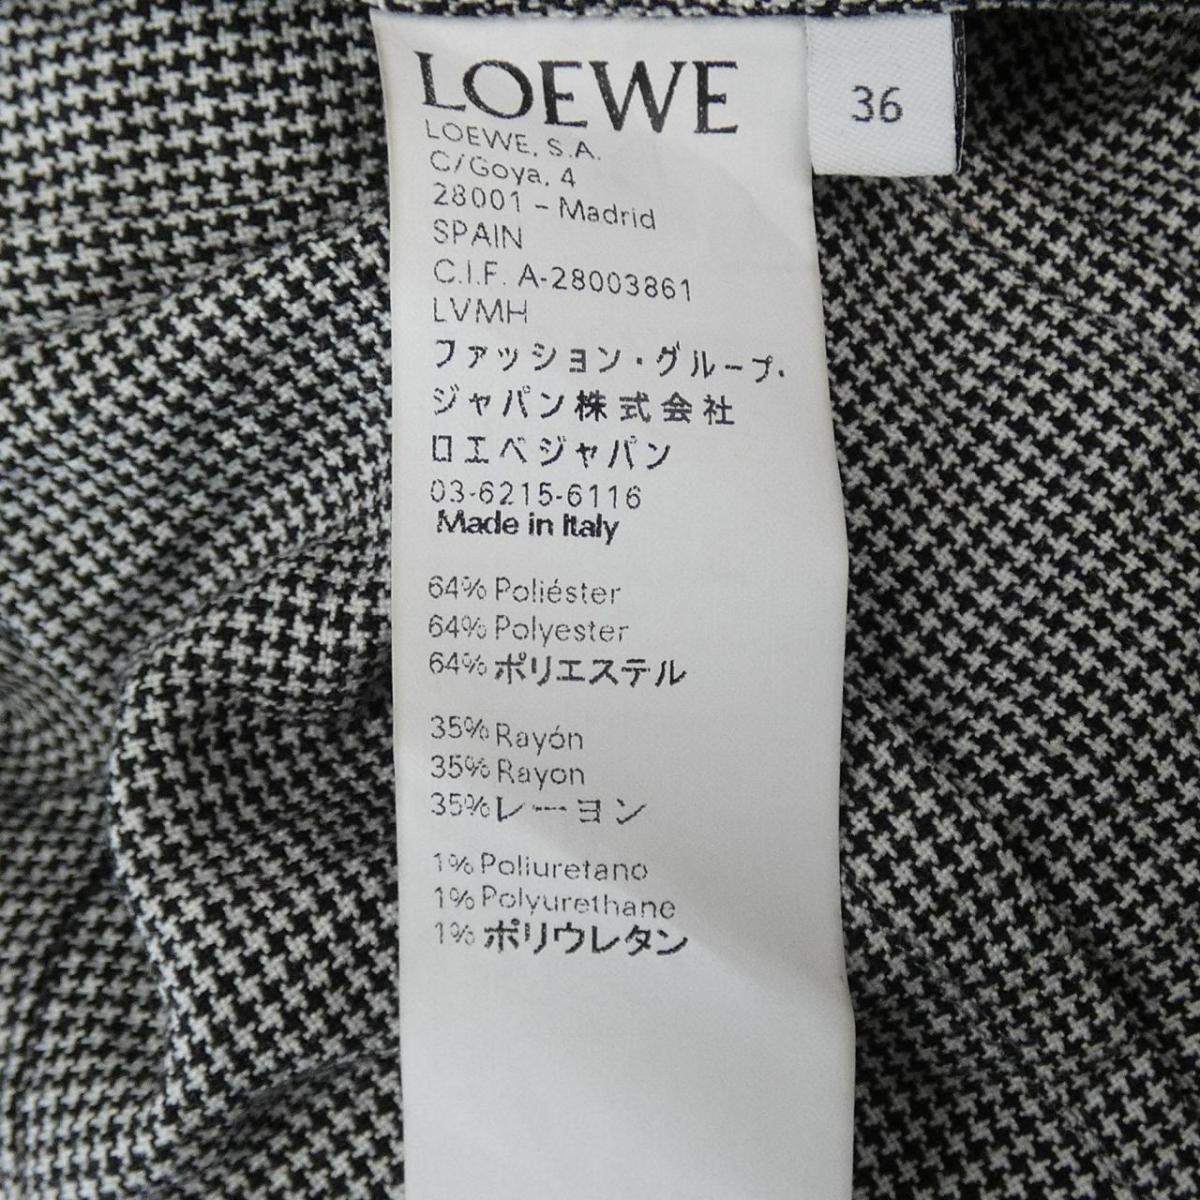 LOEWE
36
LOEWE, S.A.
C/Goya, 4
28001 – Madrid
SPAIN
C.I.F. A-28003861
LVMH
ファッション・グループ・
ジャパン株式会社
ロエベジャパン
03-6215-6116
Made in Italy
64% Poliéster
64% Polyester
64% ポリエステル
35% Rayón
35% Rayon
35% レーヨン
1% Poliuretano
1% Polyurethane
1% ポリウレタン